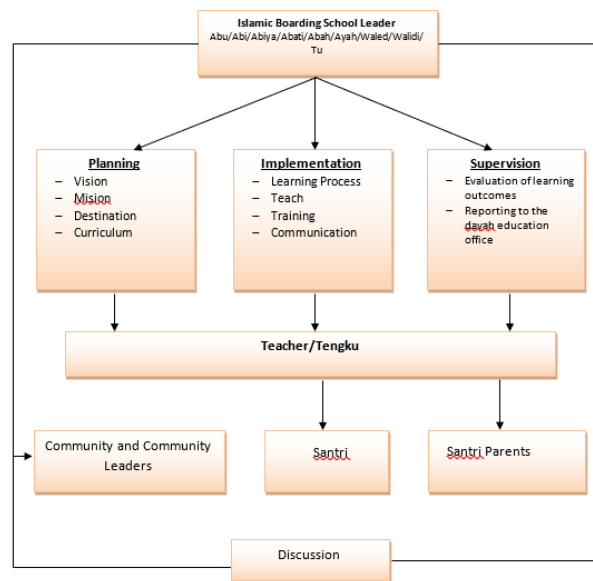 Islamic Boarding School Leader
Abu/Abi/Abiya/Abati/Abah/Ayah/Waled/Walidi/
Tu
Planning
– Vision
– Mision
– Destination
– Curriculum
Implementation
– Learning Process
– Teach
– Training
– Communication
Supervision
– Evaluation of learning
outcomes
– Reporting to the
dayah education
office
Teacher/Tengku
Community and Community
Leaders
Santri
Santri Parents
Discussion